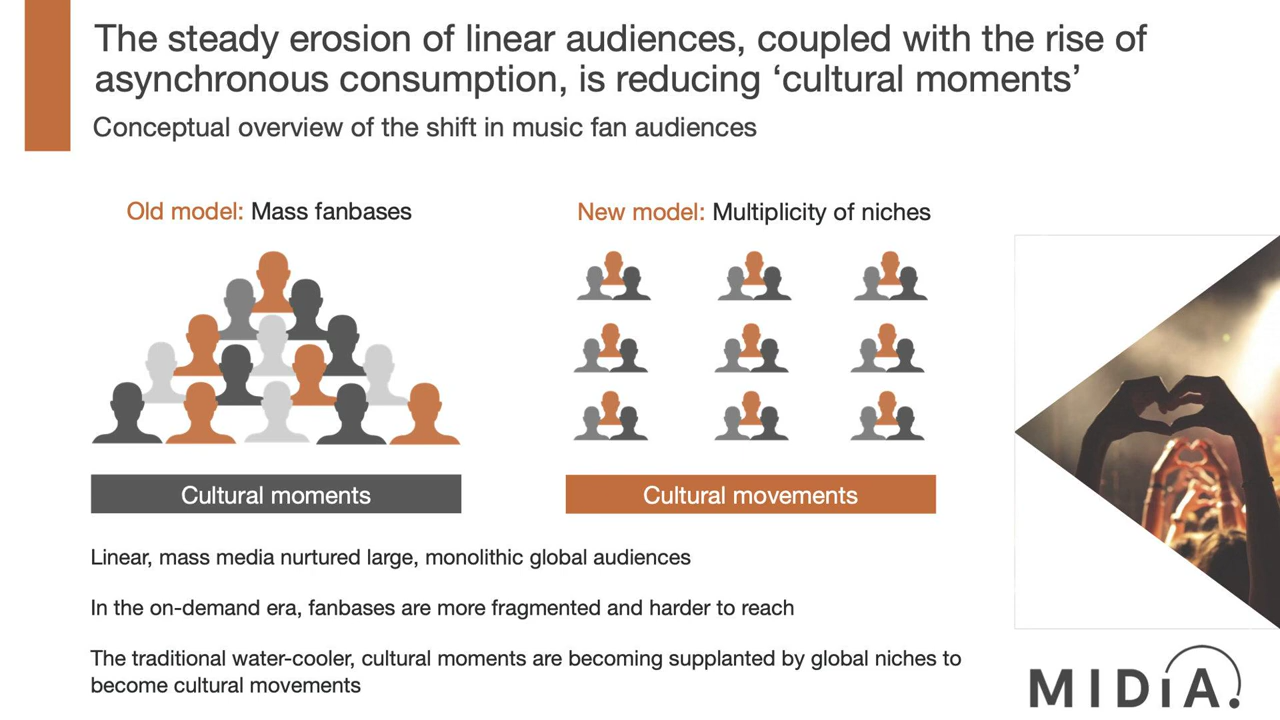 The steady erosion of linear audiences, coupled with the rise of
asynchronous consumption, is reducing ‘cultural moments’
Conceptual overview of the shift in music fan audiences
Old model: Mass fanbases
New model: Multiplicity of niches
Cultural moments
Cultural movements
Linear, mass media nurtured large, monolithic global audiences
In the on-demand era, fanbases are more fragmented and harder to reach
The traditional water-cooler, cultural moments are becoming supplanted by global niches to
become cultural movements
MIDiA.